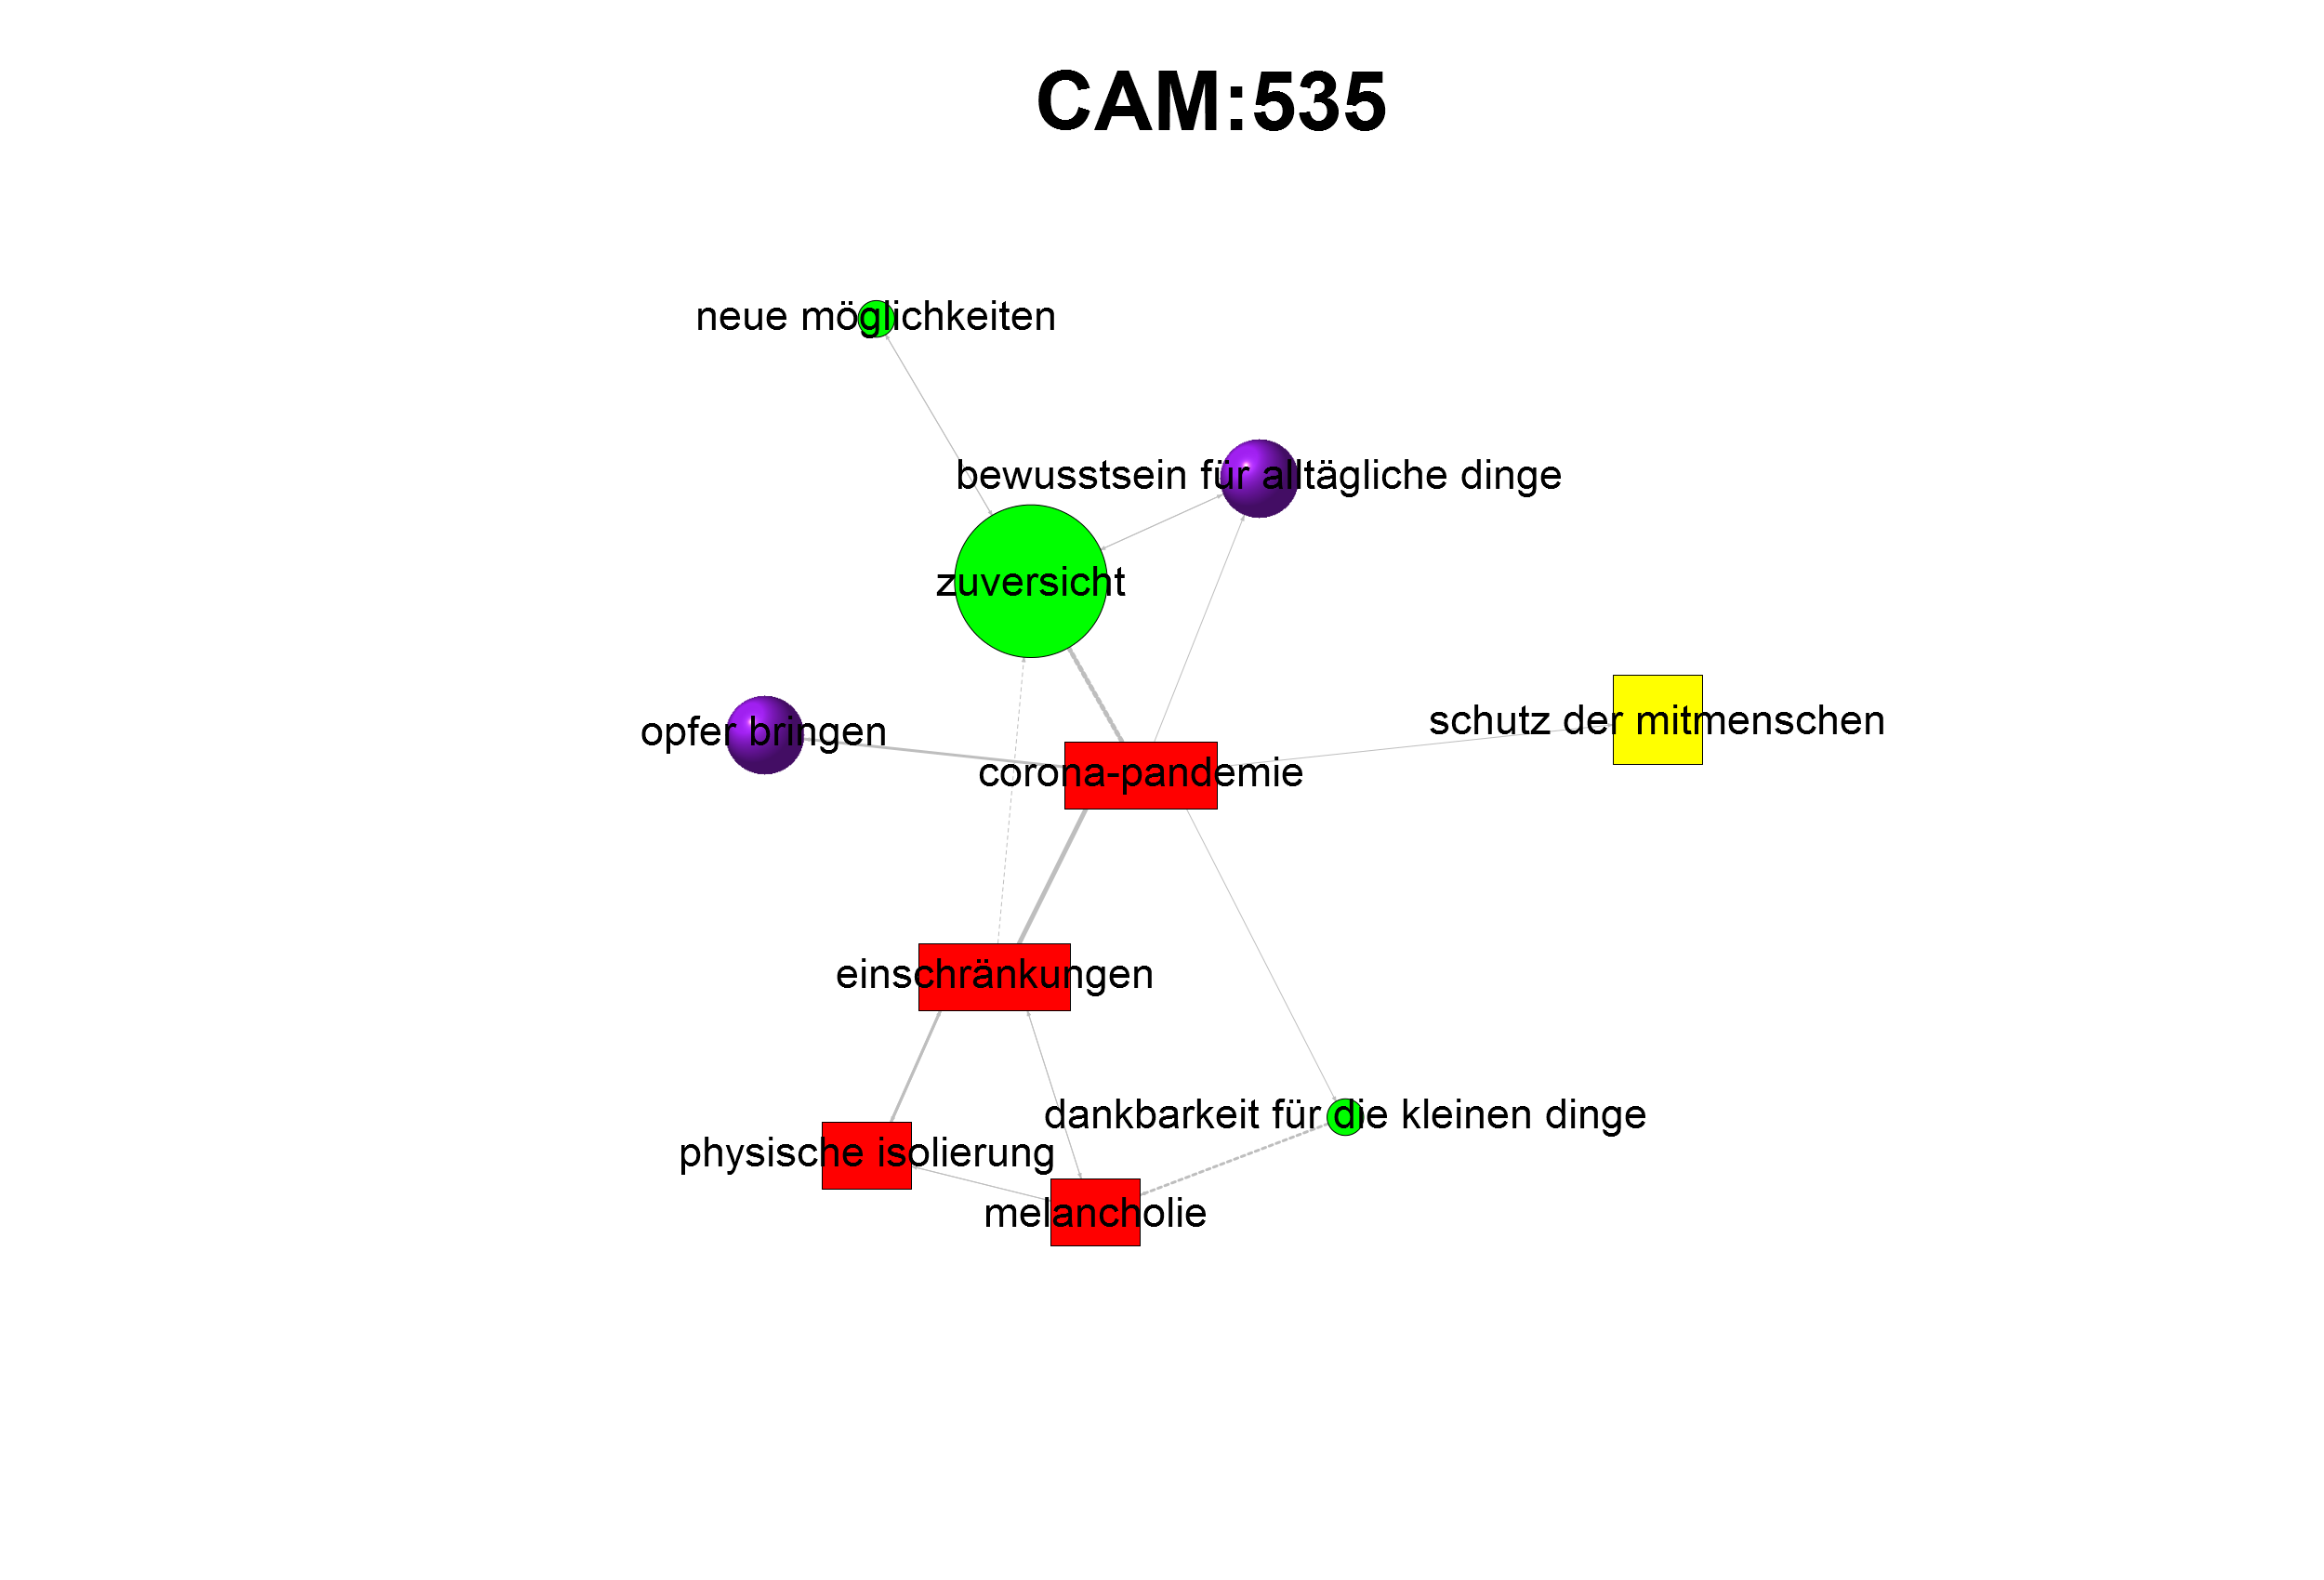 CAM:535
neue möglichkeiten
bewusstsein für alltägliche dinge
zuversicht
schutz der mitmenschen
opfer bringen
corona-pandemie
einschränkungen
dankbarkeit für die kleinen dinge
physische isolierung
melancholie